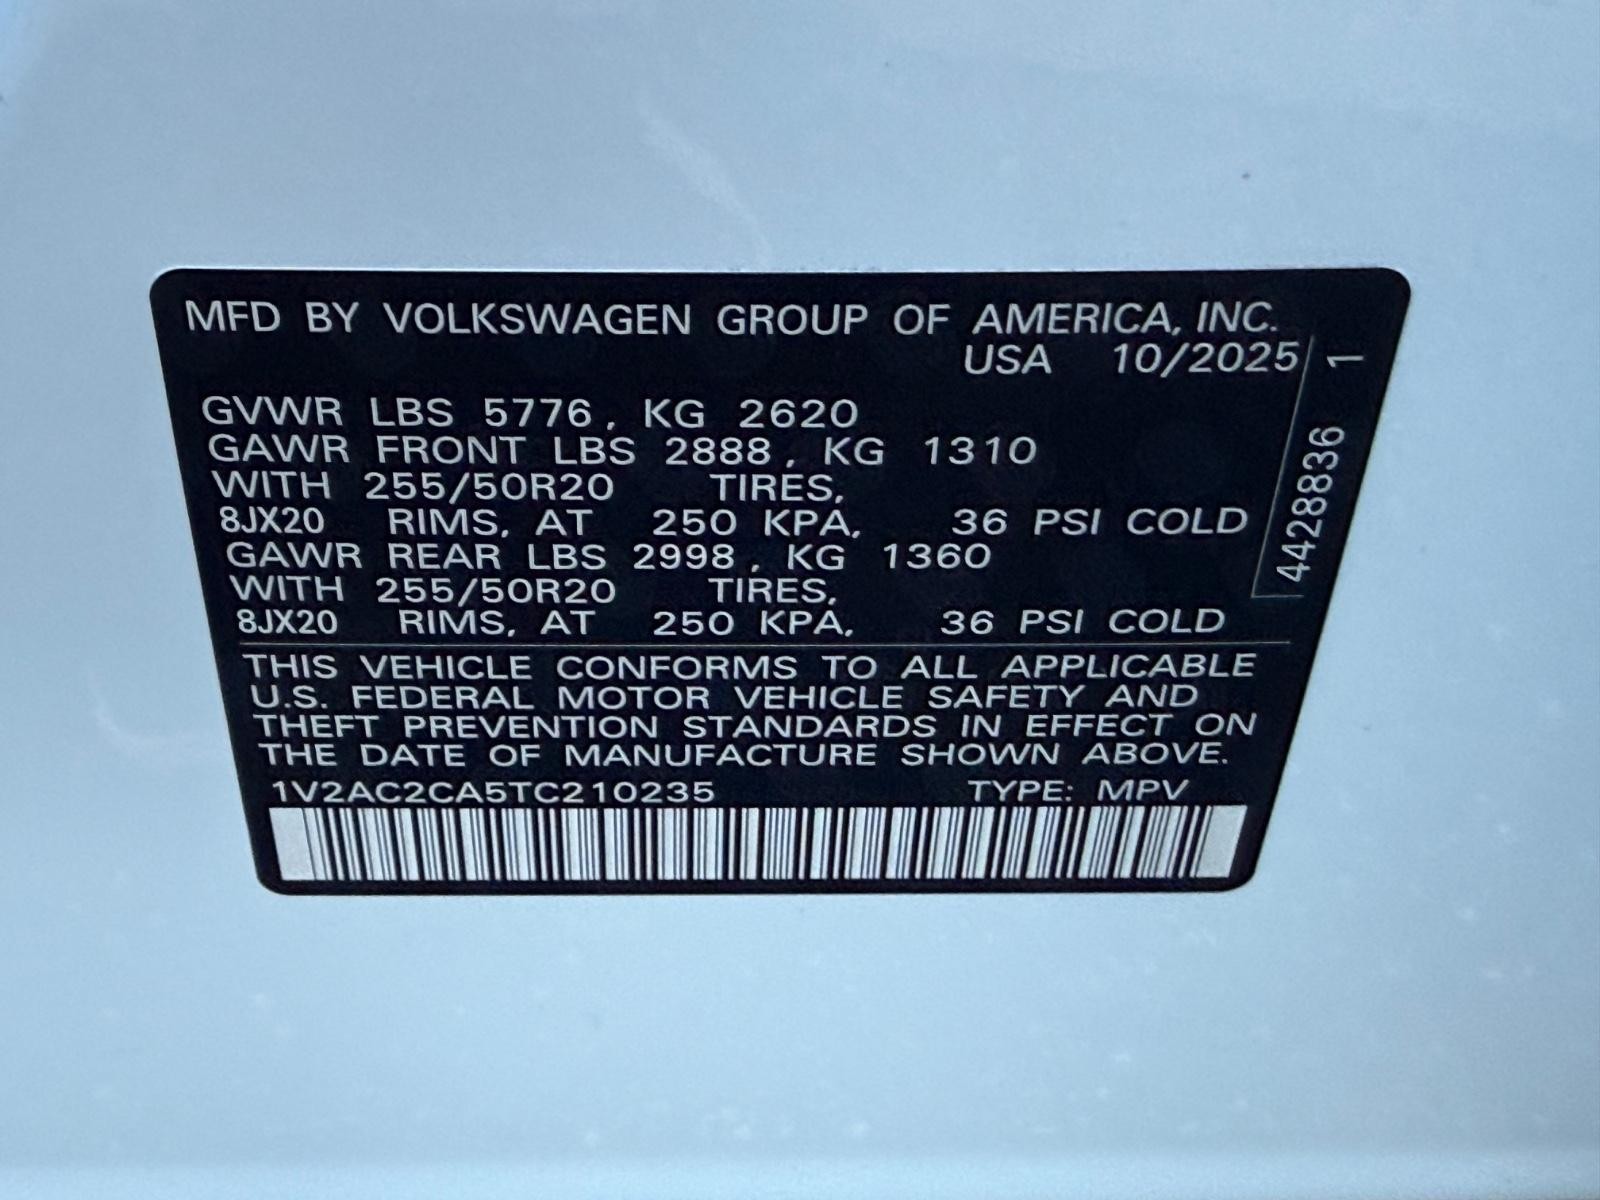 MFD BY VOLKSWAGEN GROUP OF AMERICA, INC.
USA 10/2025
GVWR LBS 5776, KG 2620
GAWR FRONT LBS 2888, KG 1310
WITH 255/50R20 TIRES,
8JX20 RIMS, AT 250 KPA, 36 PSI COLD
GAWR REAR LBS 2998, KG 1360
WITH 255/50R20 TIRES,
8JX20 RIMS, AT 250 KPA, 36 PSI COLD
4428836 1
THIS VEHICLE CONFORMS TO ALL APPLICABLE
U.S. FEDERAL MOTOR VEHICLE SAFETY AND
THEFT PREVENTION STANDARDS IN EFFECT ON
THE DATE OF MANUFACTURE SHOWN ABOVE.
1V2AC2CA5TC210235 TYPE: MPV